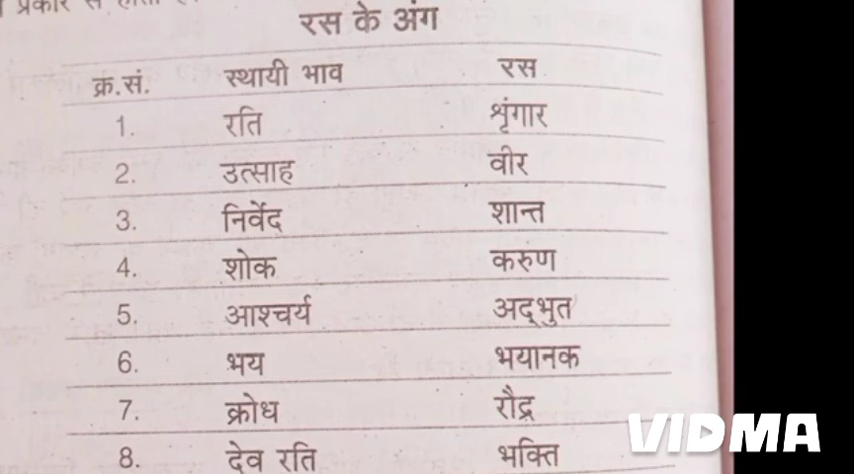 प्रकार से होता है
रस के अंग
क्र.सं. स्थायी भाव रस
1. रति शृंगार
2. उत्साह वीर
3. निर्वेद शान्त
4. शोक करुण
5. आश्चर्य अद्भुत
6. भय भयानक
7. क्रोध रौद्र
8. देव रति भक्ति
VIDMA